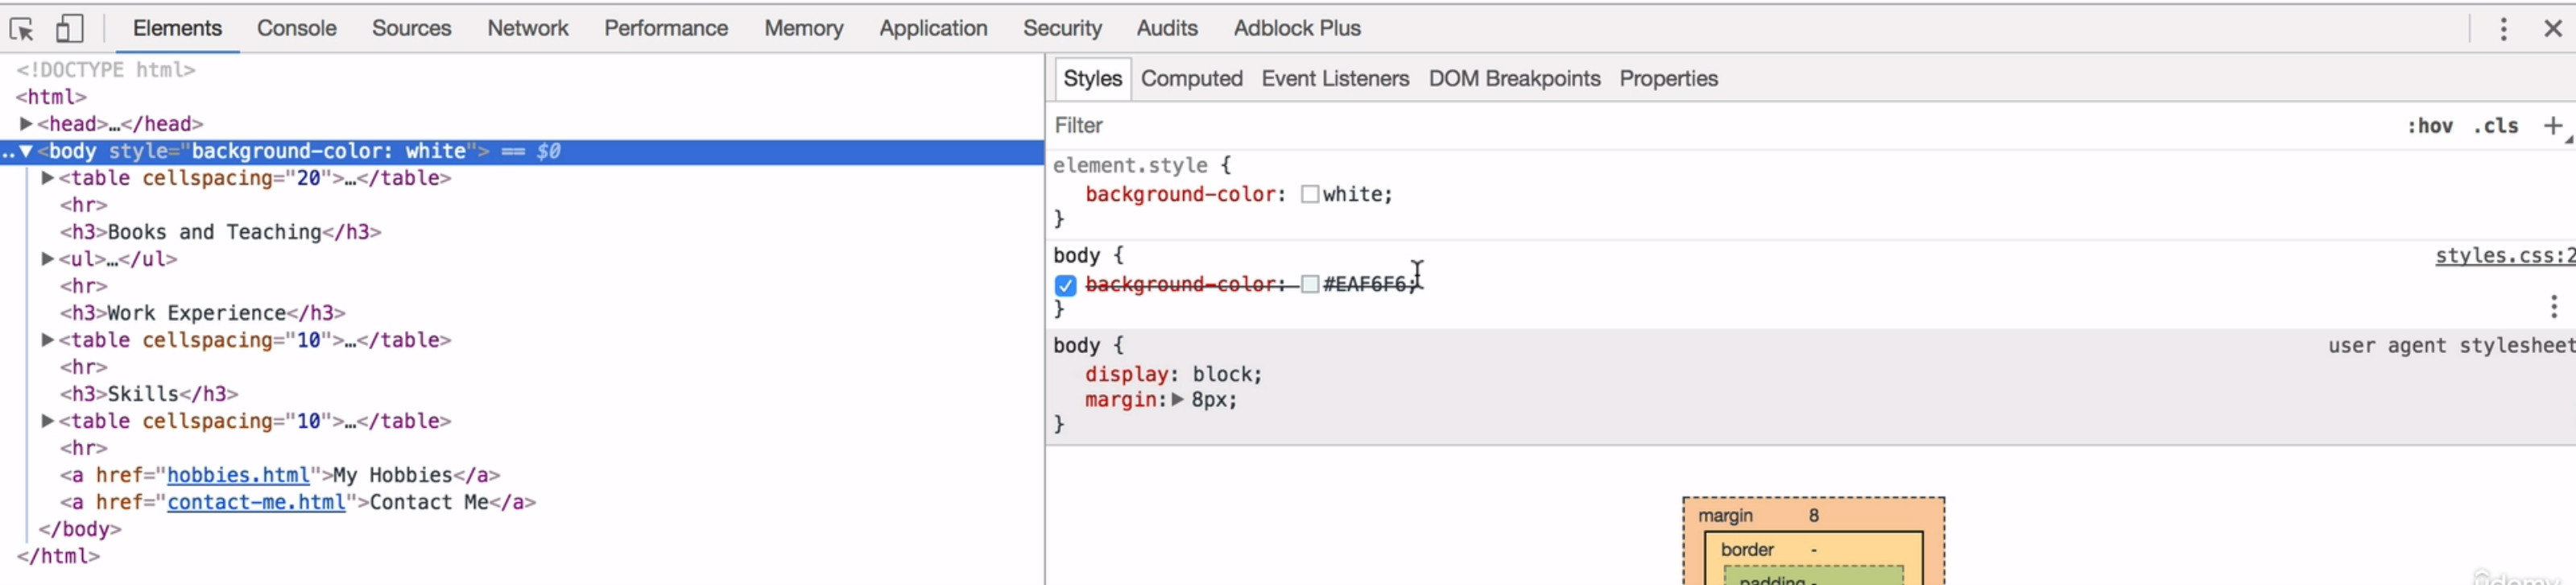 Elements Console Sources Network Performance Memory Application Security Audits Adblock Plus
<!DOCTYPE html>
<html>
<head>…</head>
<body style="background-color: white"> == $0
<table cellspacing="20">…</table>
<hr>
<h3>Books and Teaching</h3>
<ul>…</ul>
<hr>
<h3>Work Experience</h3>
<table cellspacing="10">…</table>
<hr>
<h3>Skills</h3>
<table cellspacing="10">…</table>
<hr>
<a href="hobbies.html">My Hobbies</a>
<a href="contact-me.html">Contact Me</a>
</body>
</html>
Styles Computed Event Listeners DOM Breakpoints Properties
Filter :hov .cls +
element.style {
background-color: white;
}
body { styles.css:2
background-color: #EAF6F6;
}
body { user agent stylesheet
display: block;
margin: 8px;
}
margin 8
border -
padding -